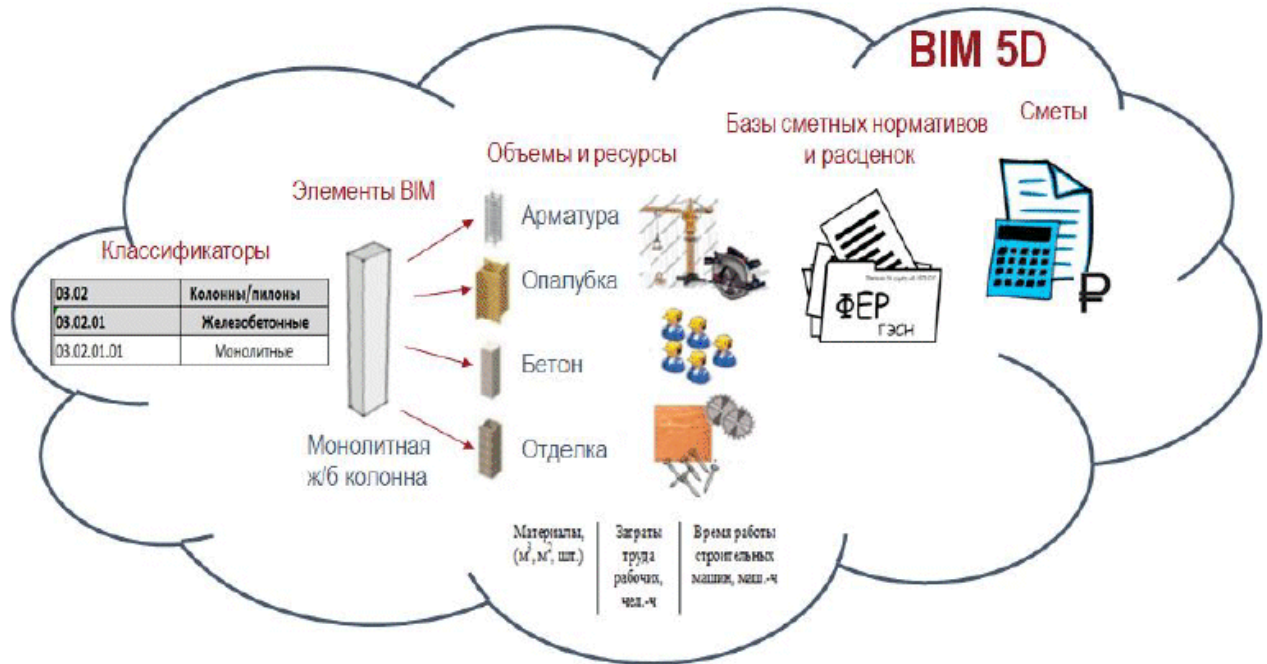 BIM 5D
Сметы
Базы сметных нормативов
и расценок
Объемы и ресурсы
Элементы BIM
Классификаторы
03.02 Колонны/пилоны
03.02.01 Железобетонные
03.02.01.01 Монолитные
Арматура
Опалубка
Бетон
Отделка
Монолитная
ж/б колонна
ФЕР
ГЭСН
Материалы,
(м³, м², шт.)
Затраты
труда
рабочих,
чел.-ч
Время работы
строительных
машин, маш.-ч